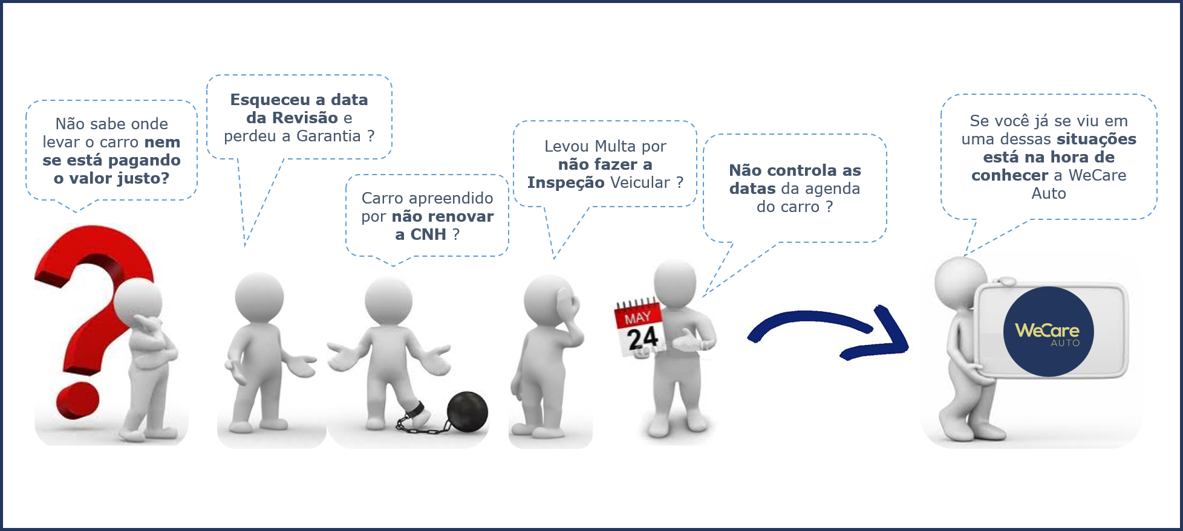 Não sabe onde
levar o carro nem
se está pagando
o valor justo?
Esqueceu a data
da Revisão e
perdeu a Garantia ?
Carro apreendido
por não renovar
a CNH ?
Levou Multa por
não fazer a
Inspeção Veicular ?
Não controla as
datas da agenda
do carro ?
MAY
24
Se você já se viu em
uma dessas situações
está na hora de
conhecer a WeCare
Auto
WeCare
AUTO